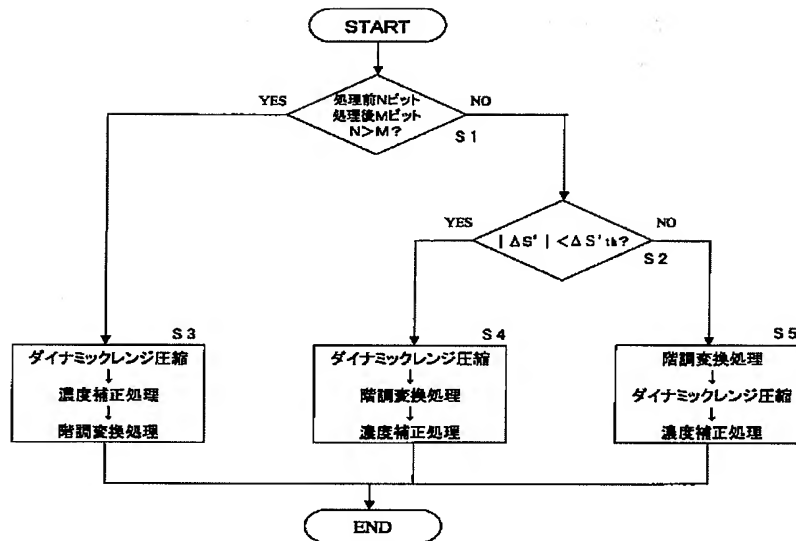 START
処理前Nビット
処理後Mビット
N>M?
YES
NO
S1
|ΔS'|<ΔS'th?
YES
NO
S2
S3
ダイナミックレンジ圧縮
↓
濃度補正処理
↓
階調変換処理
S4
ダイナミックレンジ圧縮
↓
階調変換処理
↓
濃度補正処理
S5
階調変換処理
↓
ダイナミックレンジ圧縮
↓
濃度補正処理
END